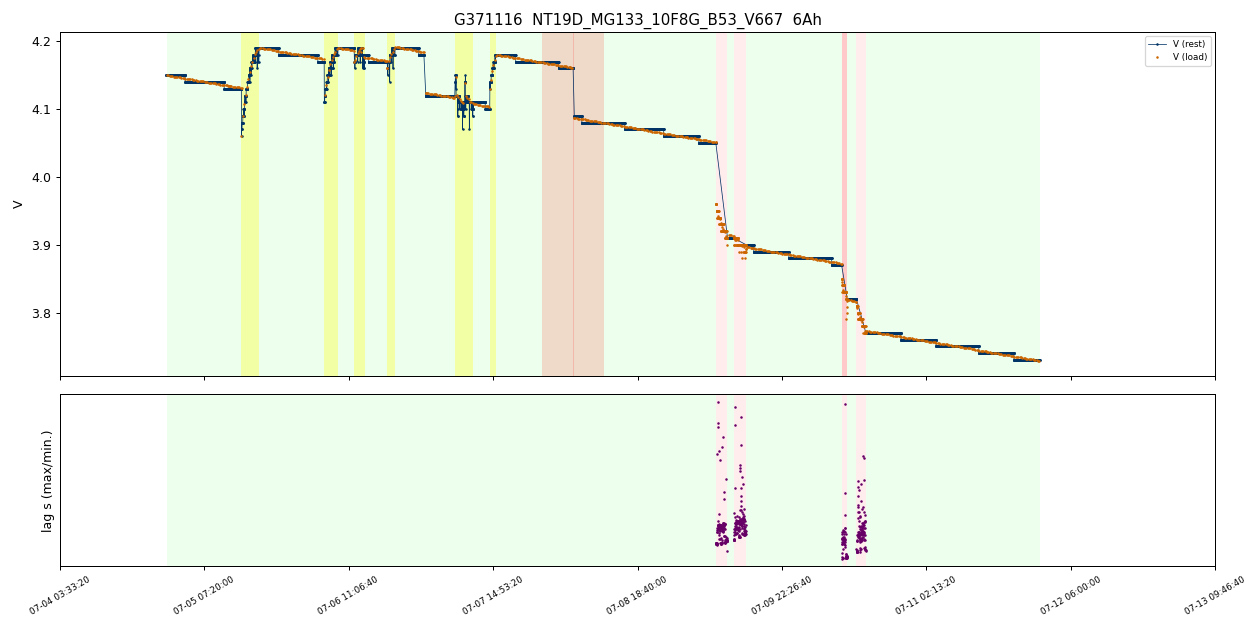 G371116  NT19D_MG133_10F8G_B53_V667  6Ah
V (rest)
V (load)
4.2
4.1
4.0
3.9
3.8
V
lag s (max/min.)
07-04 03:33:20
07-05 07:20:00
07-06 11:06:40
07-07 14:53:20
07-08 18:40:00
07-09 22:26:40
07-11 02:13:20
07-12 06:00:00
07-13 09:46:40